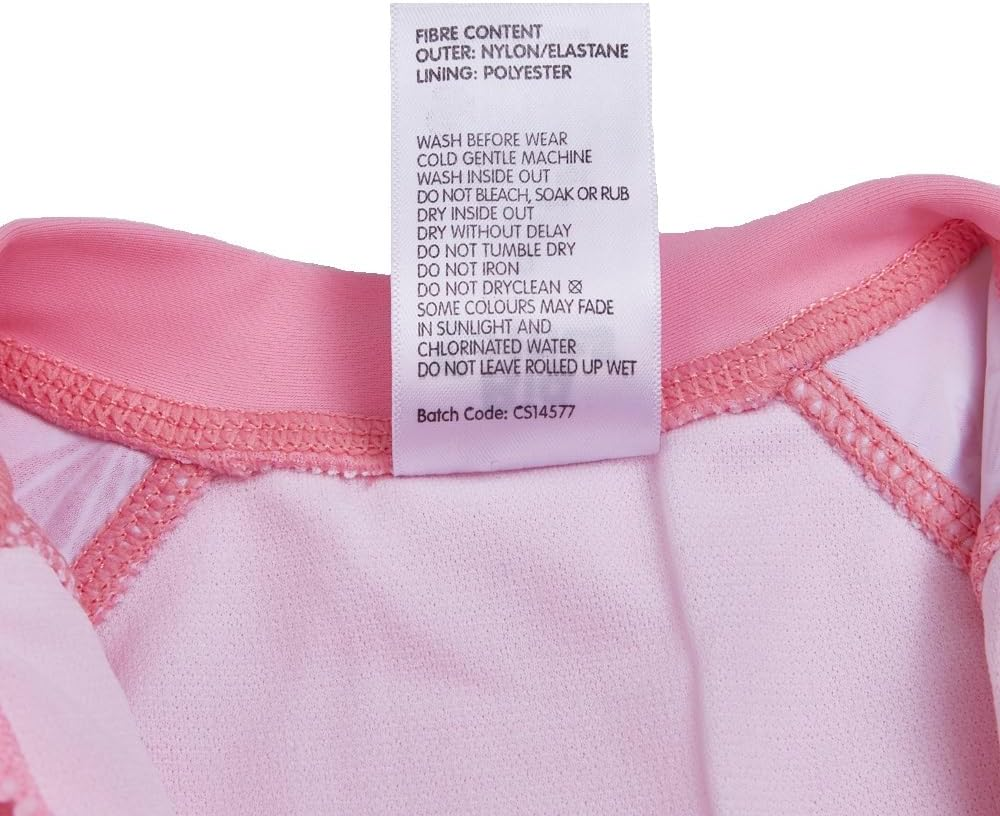 FIBRE CONTENT
OUTER: NYLON/ELASTANE
LINING: POLYESTER
WASH BEFORE WEAR
COLD GENTLE MACHINE
WASH INSIDE OUT
DO NOT BLEACH, SOAK OR RUB
DRY INSIDE OUT
DRY WITHOUT DELAY
DO NOT TUMBLE DRY
DO NOT IRON
DO NOT DRYCLEAN
SOME COLOURS MAY FADE
IN SUNLIGHT AND
CHLORINATED WATER
DO NOT LEAVE ROLLED UP WET
Batch Code: CS14577